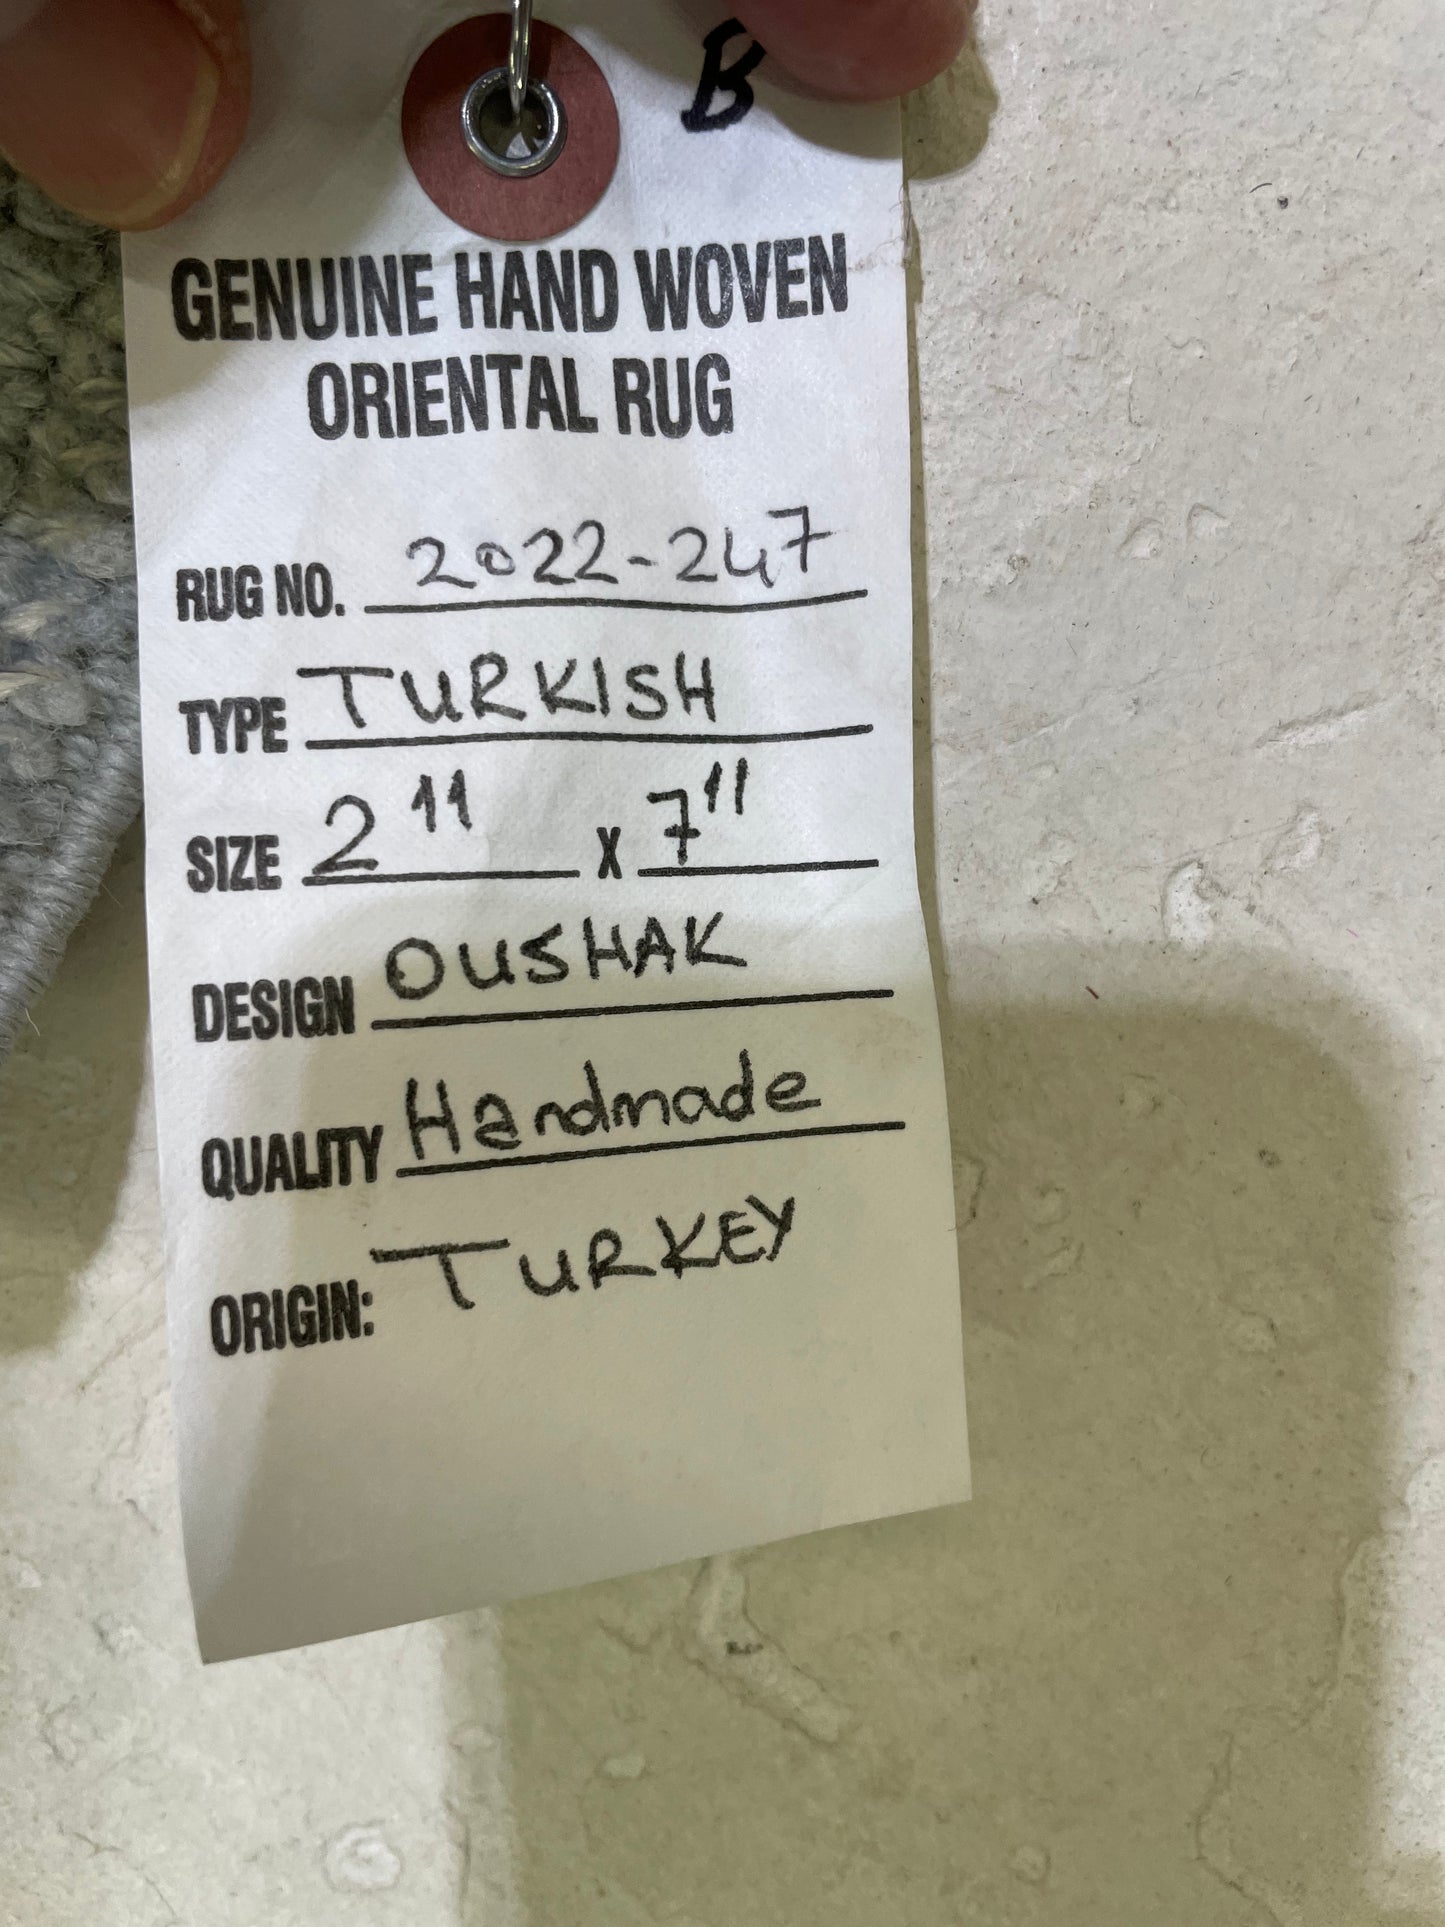 B
GENUINE HAND WOVEN
ORIENTAL RUG
RUG NO. 2022-247
TYPE TURKISH
SIZE 2 11 X 7 11
DESIGN OUSHAK
QUALITY Handmade
ORIGIN: TURKEY